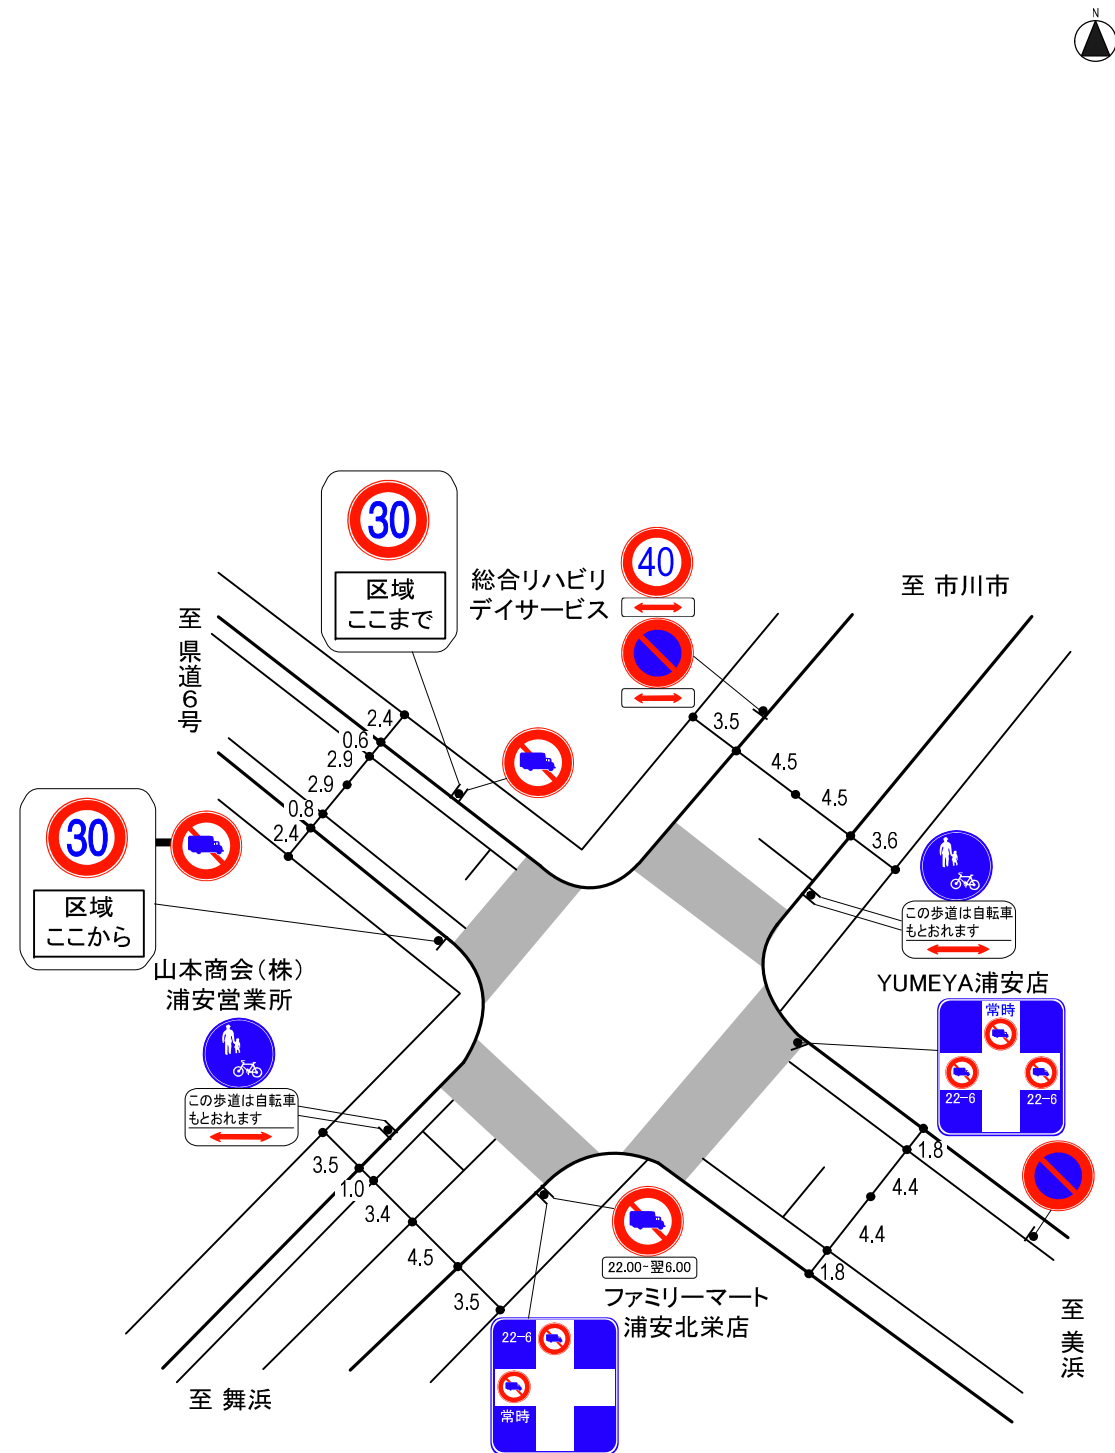 N
30
区域
ここまで
総合リハビリ
デイサービス
40
至 市川市
至 県道6号
2.4
0.6
2.9
2.9
0.8
2.4
3.5
4.5
4.5
3.6
30
区域
ここから
山本商会(株)
浦安営業所
この歩道は自転車
もとおれます
YUMEYA浦安店
常時
22-6
22-6
この歩道は自転車
もとおれます
3.5
1.0
3.4
4.5
3.5
1.8
4.4
4.4
1.8
22.00-翌6.00
ファミリーマート
浦安北栄店
22-6
常時
至 舞浜
至 美浜